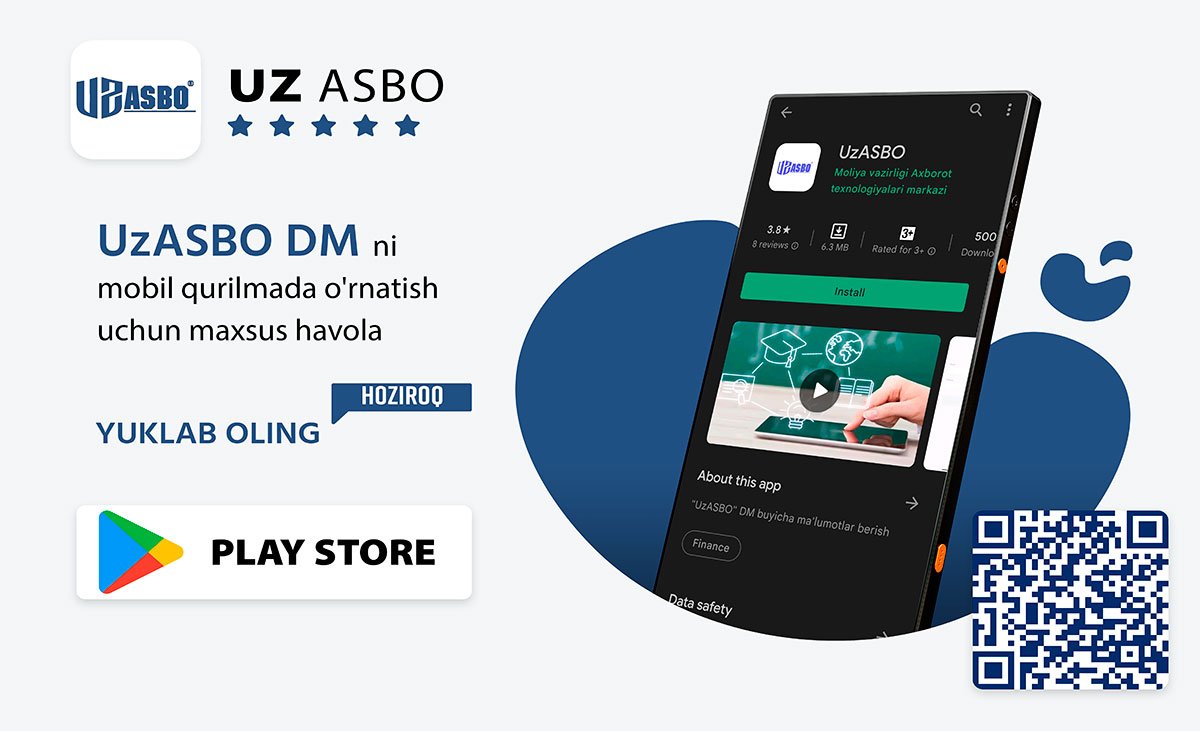 UZASBO
UZ ASBO
UzASBO DM ni
mobil qurilmada o'rnatish
uchun maxsus havola
HOZIROQ
YUKLAB OLING
PLAY STORE
UZASBO
UzASBO
Moliya vazirligi Axborot
texnologiyalari markazi
3.8★
8 reviews
6.3 MB
3+
Rated for 3+
500
Downlo
Install
About this app
"UzASBO" DM buyicha ma'lumotlar berish
Finance
Data safety